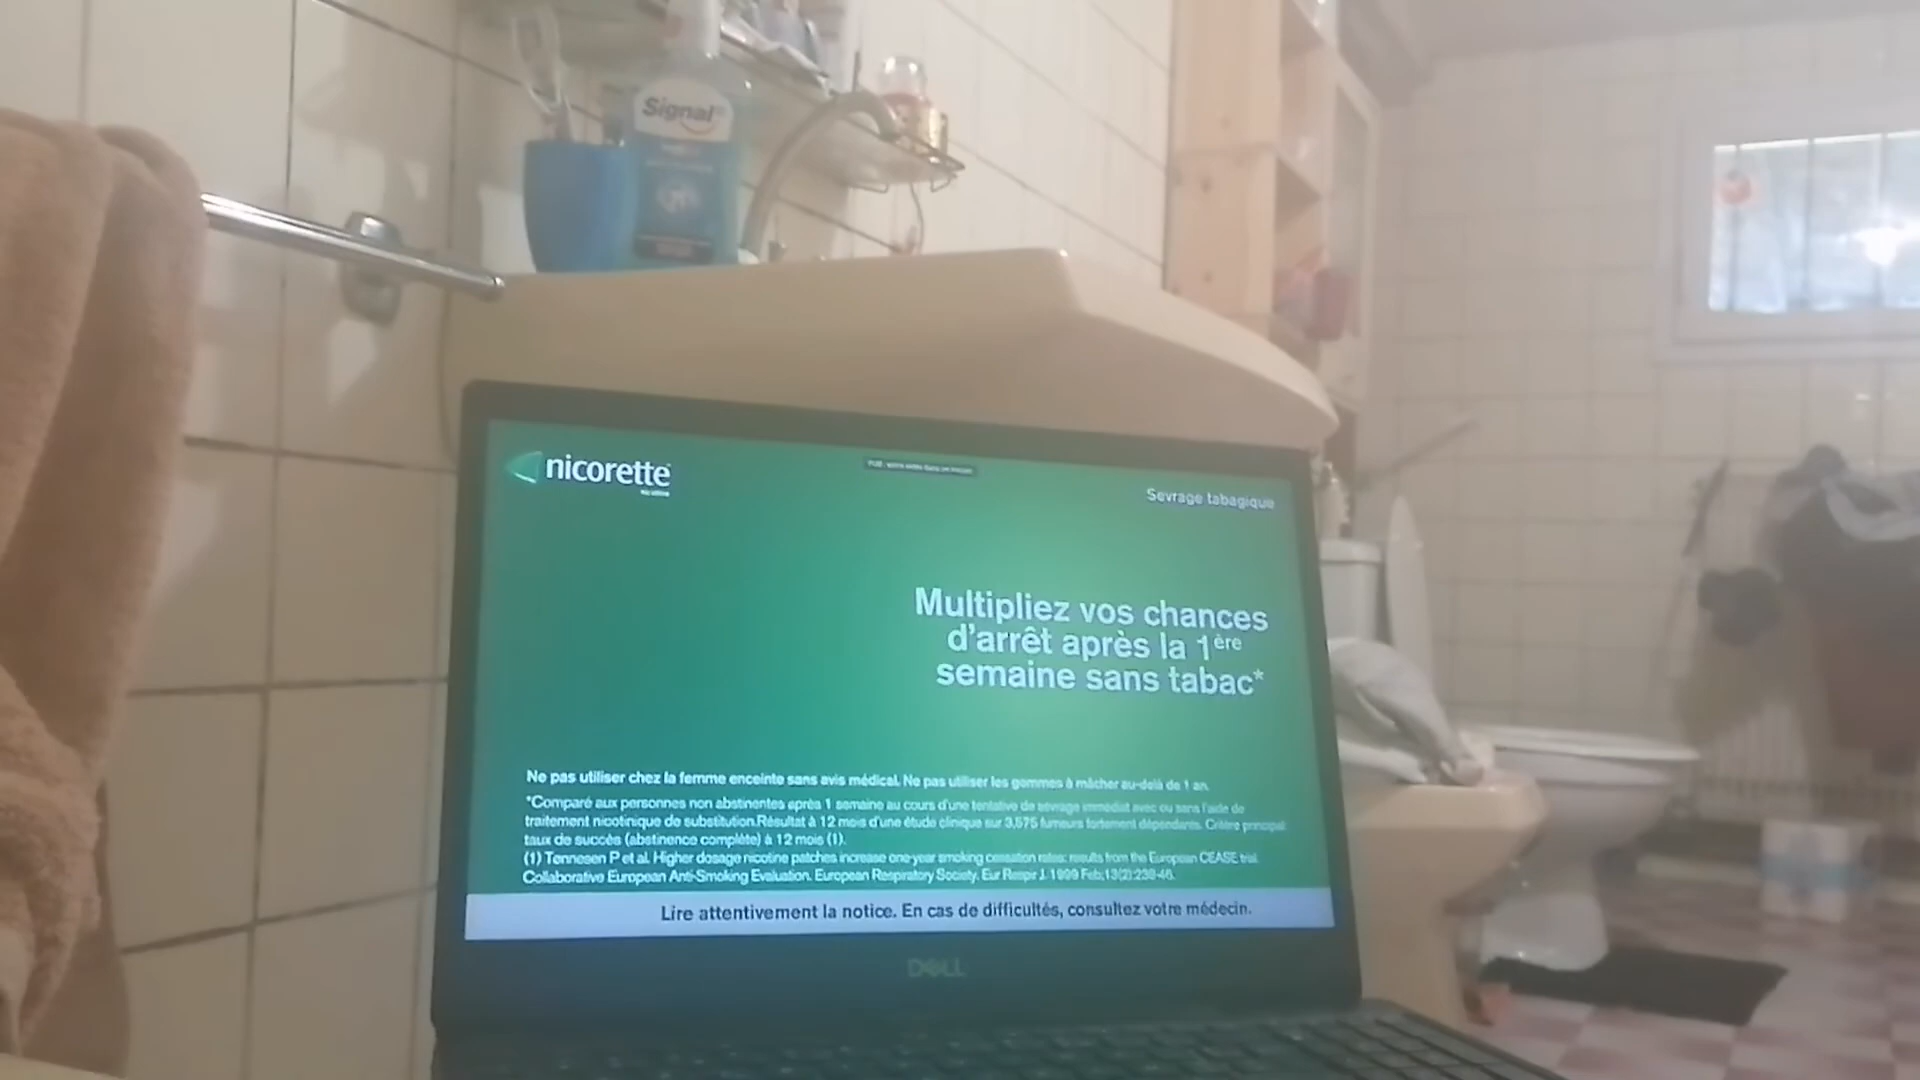 Signal
nicorette
Sevrage tabagique
Multipliez vos chances
d'arrêt après la 1ère
semaine sans tabac*
Ne pas utiliser chez la femme enceinte sans avis médical. Ne pas utiliser les gommes à mâcher au-delà de 1 an.
*Comparé aux personnes non abstinentes après 1 semaine au cours d'une tentative de sevrage immédiat avec ou sans l'aide de
traitement nicotinique de substitution.Résultat à 12 mois d'une étude clinique sur 3,575 fumeurs fortement dépendants. Critère principal:
taux de succès (abstinence complète) à 12 mois (1).
(1) Tønnesen P et al. Higher dosage nicotine patches increase one-year smoking cessation rates: results from the European CEASE trial.
Collaborative European Anti-Smoking Evaluation. European Respiratory Society. Eur Respir J. 1999 Feb;13(2):238-46.
Lire attentivement la notice. En cas de difficultés, consultez votre médecin.
DELL